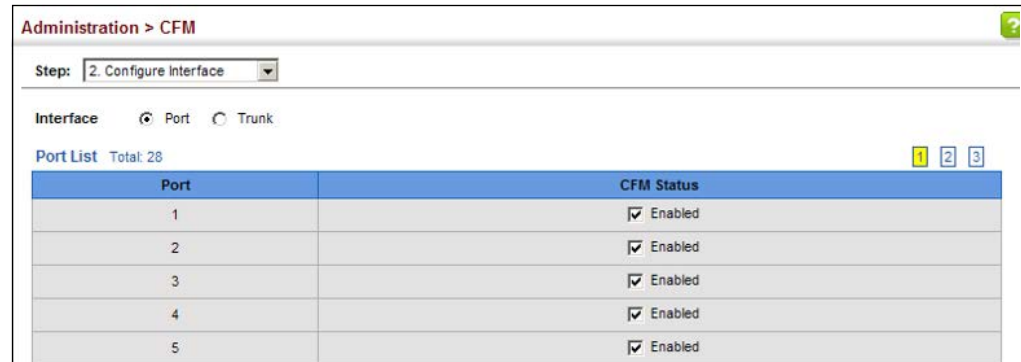 Administration > CFM
?
Step: 2. Configure Interface
Interface Port Trunk
Port List Total: 28 1 2 3
Port CFM Status
1 Enabled
2 Enabled
3 Enabled
4 Enabled
5 Enabled